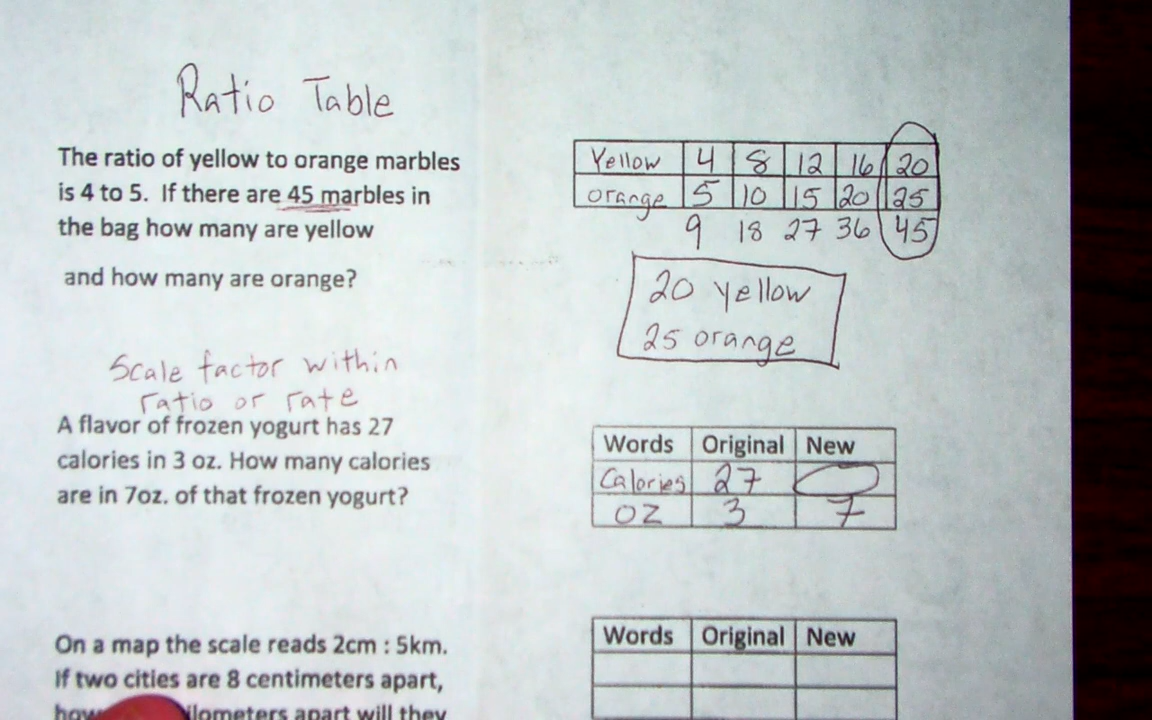 Ratio Table
The ratio of yellow to orange marbles
is 4 to 5. If there are 45 marbles in
the bag how many are yellow
and how many are orange?
Yellow 4 8 12 16 20
orange 5 10 15 20 25
9 18 27 36 45
20 yellow
25 orange
Scale factor within
ratio or rate
A flavor of frozen yogurt has 27
calories in 3 oz. How many calories
are in 7oz. of that frozen yogurt?
Words Original New
Calories 27
oz 3 7
On a map the scale reads 2cm : 5km.
If two cities are 8 centimeters apart,
apart will they
Words Original New